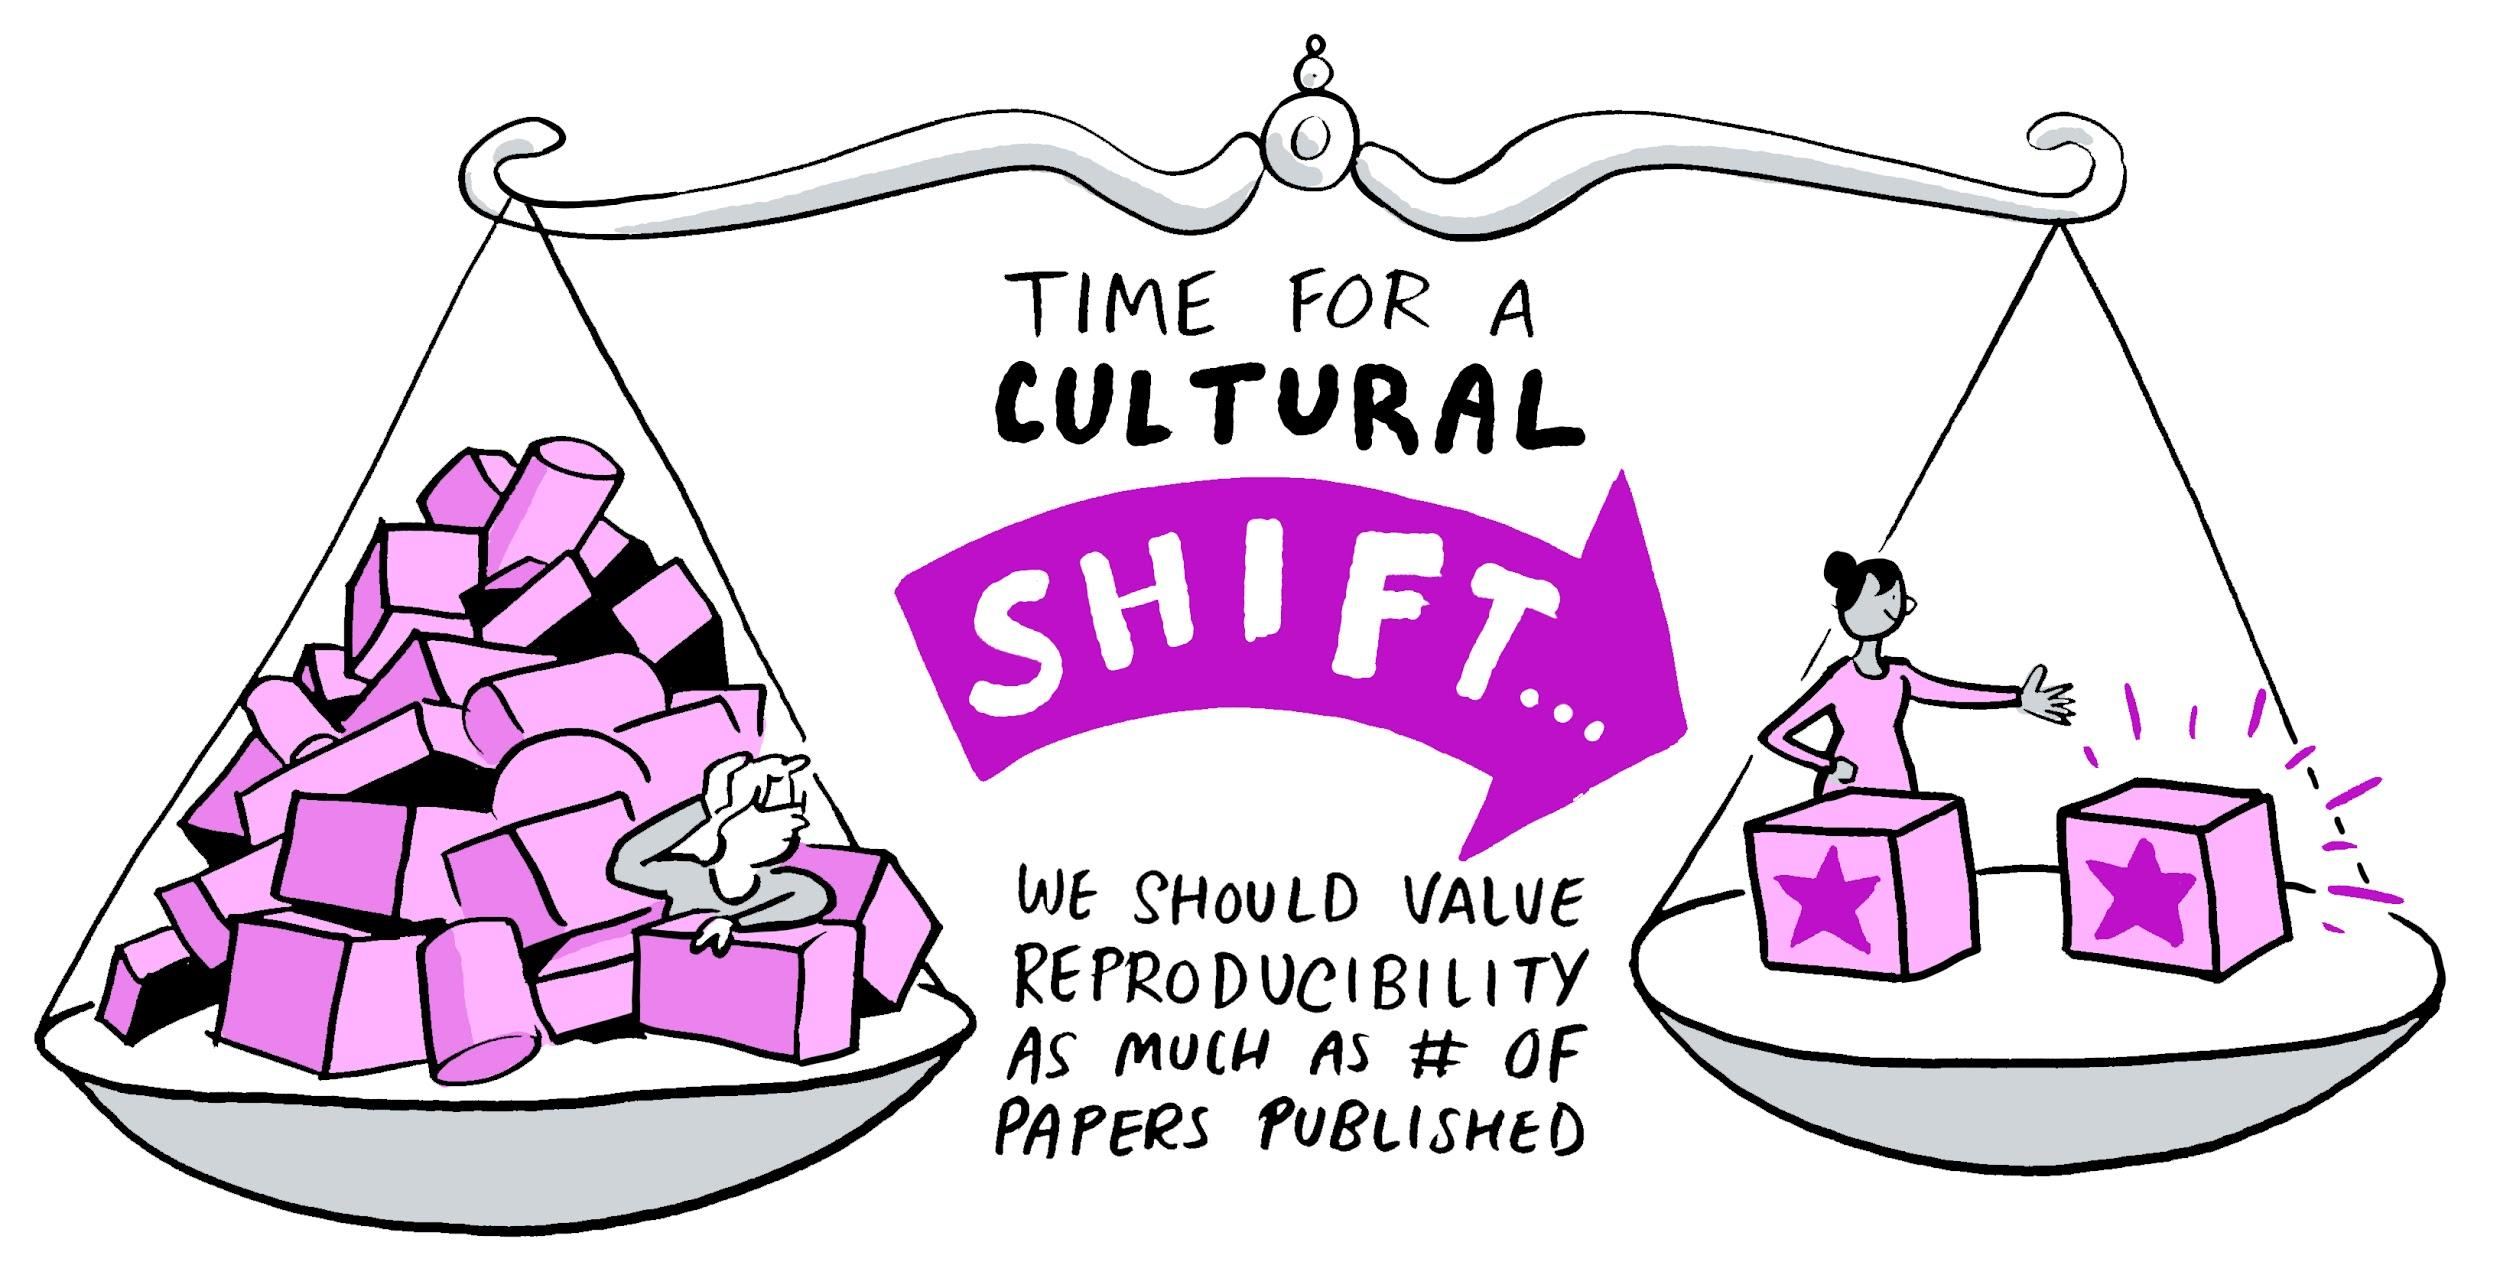 TIME FOR A
CULTURAL
SHIFT...
WE SHOULD VALUE
REPRODUCIBILITY
AS MUCH AS # OF
PAPERS PUBLISHED